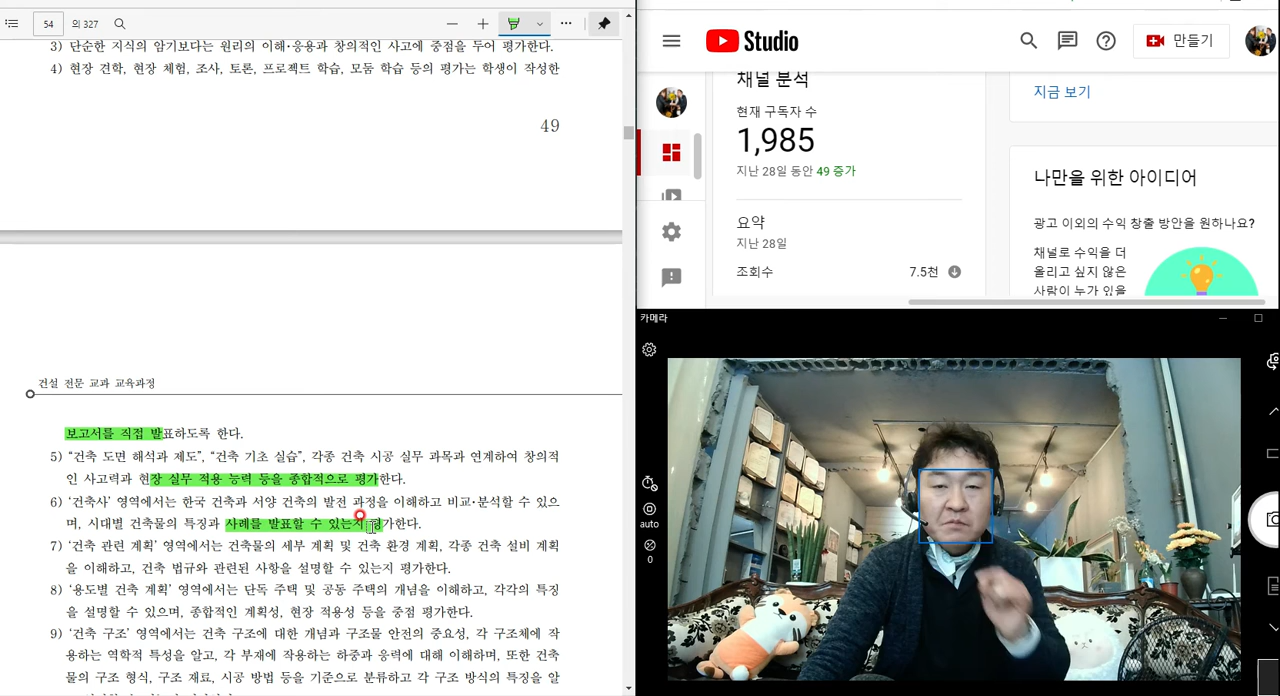 54
의 327
3) 단순한 지식의 암기보다는 원리의 이해·응용과 창의적인 사고에 중점을 두어 평가한다.
4) 현장 견학, 현장 체험, 조사, 토론, 프로젝트 학습, 모둠 학습 등의 평가는 학생이 작성한
49
건설 전문 교과 교육과정
보고서를 직접 발표하도록 한다.
5) “건축 도면 해석과 제도”, “건축 기초 실습”, 각종 건축 시공 실무 과목과 연계하여 창의적
인 사고력과 현장 실무 적용 능력 등을 종합적으로 평가한다.
6) ‘건축사’ 영역에서는 한국 건축과 서양 건축의 발전 과정을 이해하고 비교·분석할 수 있으
며, 시대별 건축물의 특징과 사례를 발표할 수 있는지 평가한다.
7) ‘건축 관련 계획’ 영역에서는 건축물의 세부 계획 및 건축 환경 계획, 각종 건축 설비 계획
을 이해하고, 건축 법규와 관련된 사항을 설명할 수 있는지 평가한다.
8) ‘용도별 건축 계획’ 영역에서는 단독 주택 및 공동 주택의 개념을 이해하고, 각각의 특징
을 설명할 수 있으며, 종합적인 계획성, 현장 적용성 등을 중점 평가한다.
9) ‘건축 구조’ 영역에서는 건축 구조에 대한 개념과 구조물 안전의 중요성, 각 구조체에 작
용하는 역학적 특성을 알고, 각 부재에 작용하는 하중과 응력에 대해 이해하며, 또한 건축
물의 구조 형식, 구조 재료, 시공 방법 등을 기준으로 분류하고 각 구조 방식의 특징을 알
Studio
만들기
채널 분석
현재 구독자 수
1,985
지난 28일 동안 49 증가
요약
지난 28일
조회수
7.5천
지금 보기
나만을 위한 아이디어
광고 이외의 수익 창출 방안을 원하나요?
채널로 수익을 더
올리고 싶지 않은
사람이 누가 있을
카메라
auto
0